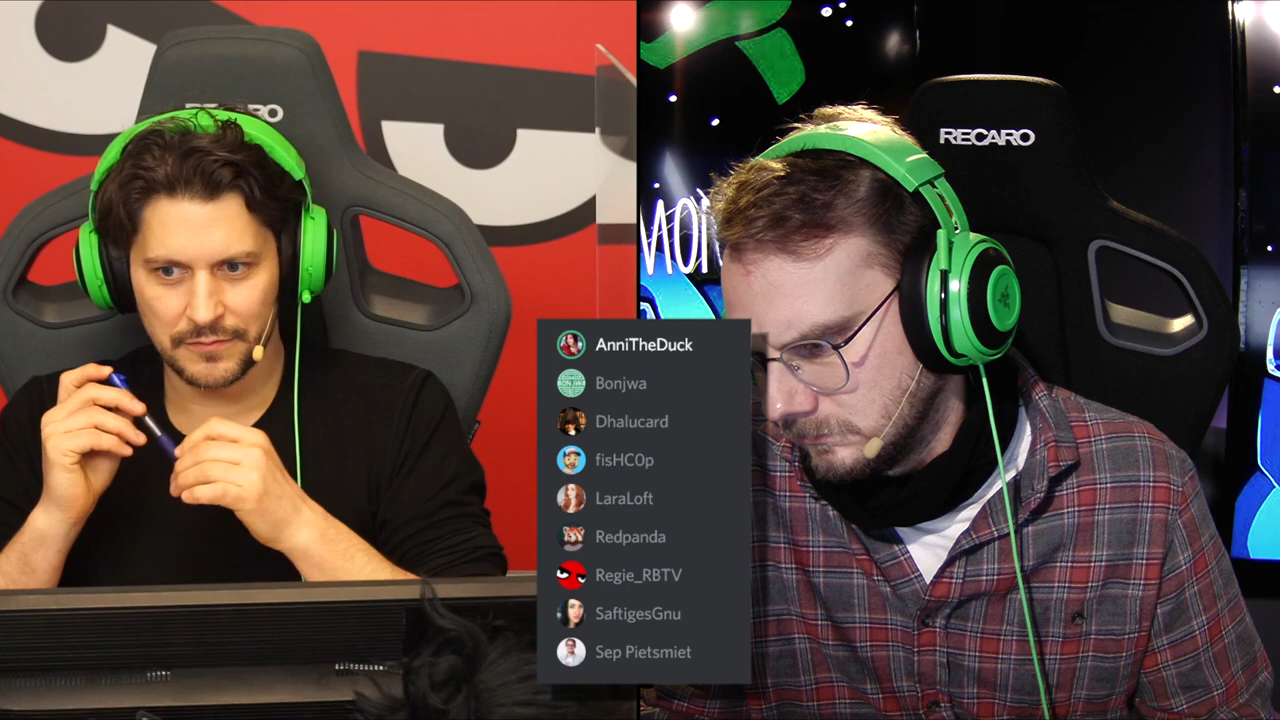 RECARO
RECARO
AnniTheDuck
Bonjwa
Dhalucard
fisHC0p
LaraLoft
Redpanda
Regie_RBTV
SaftigesGnu
Sep Pietsmiet